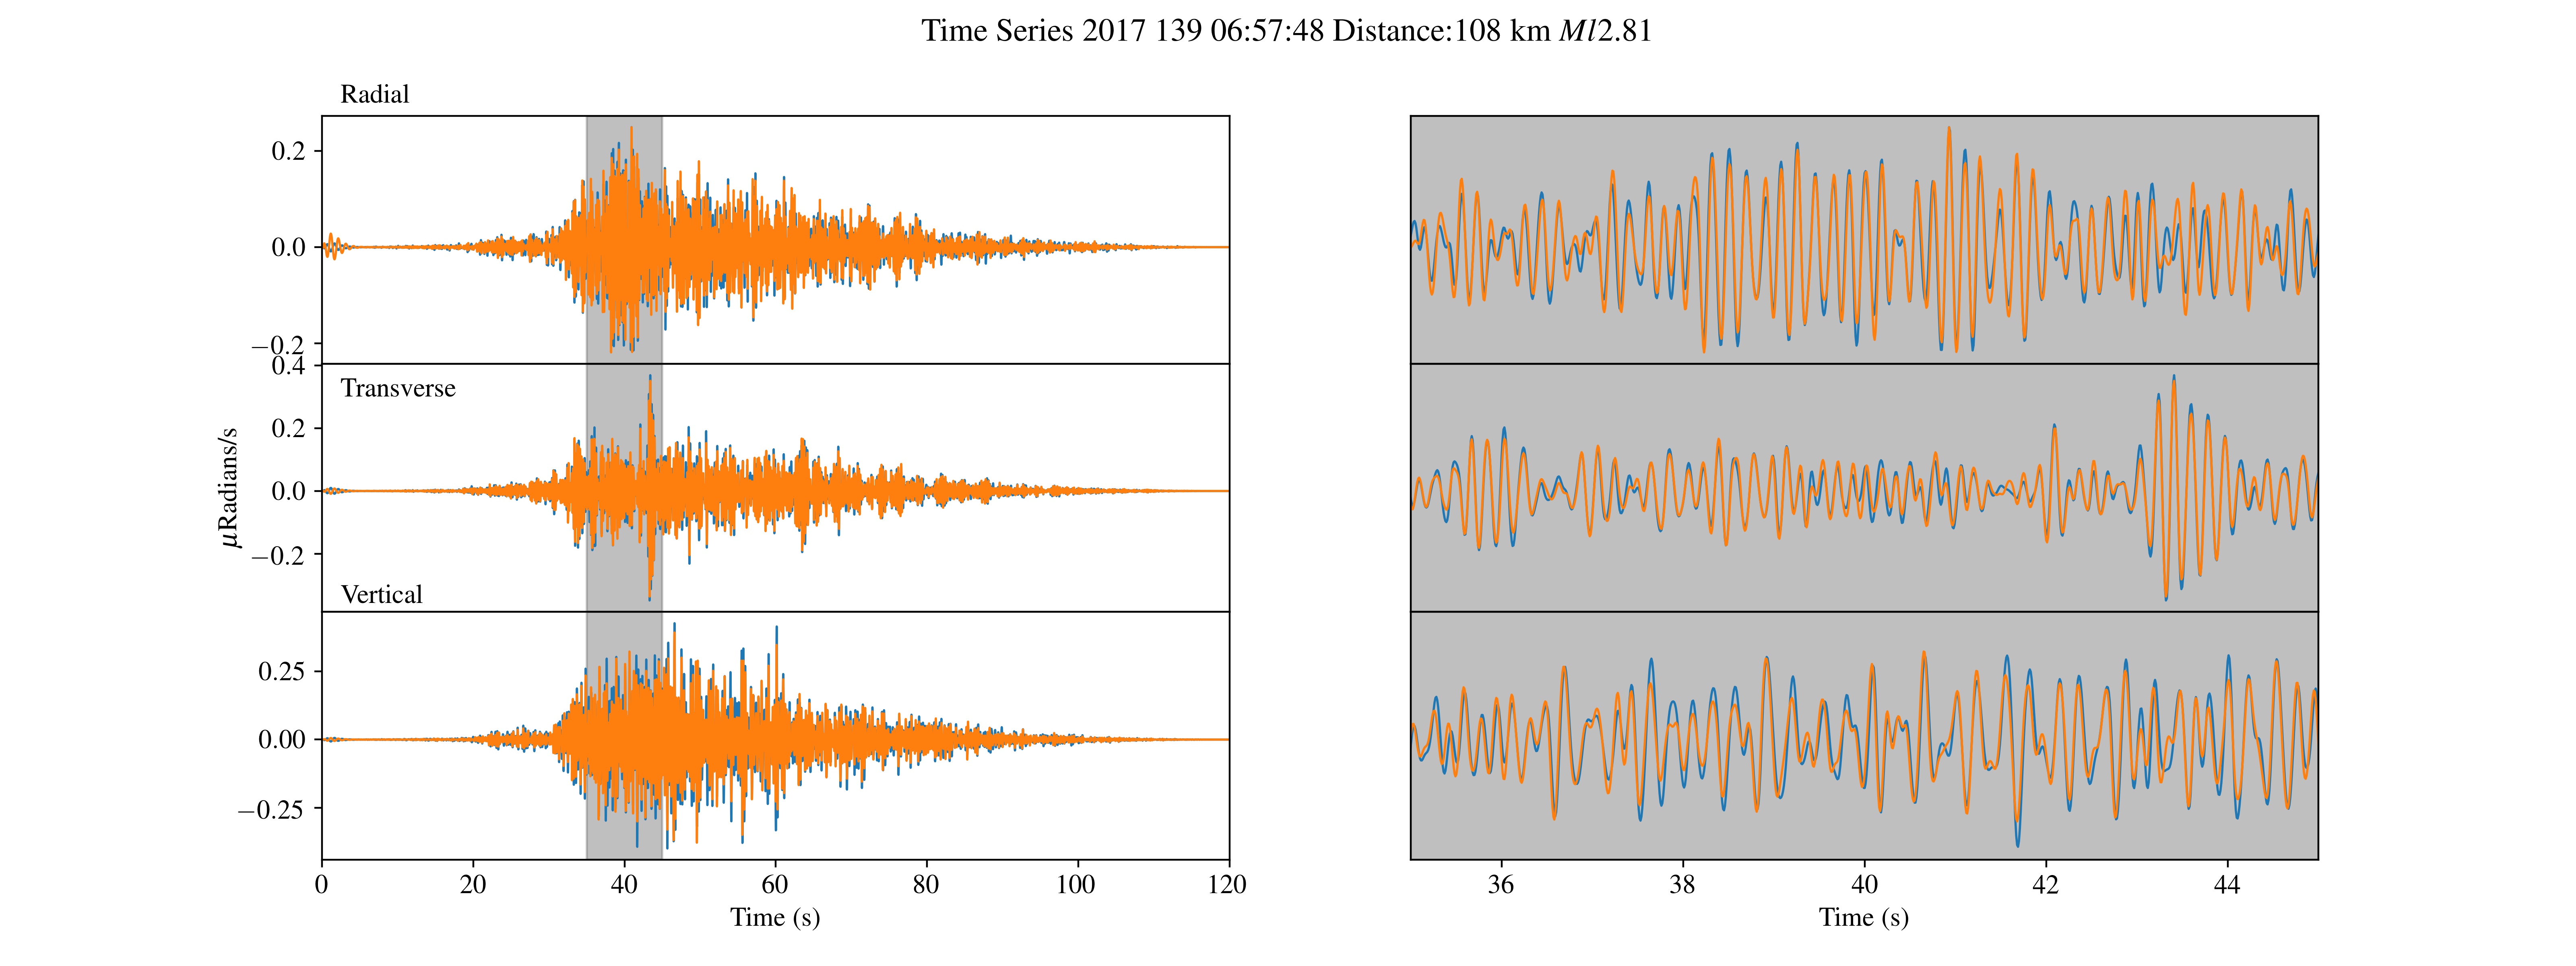 Time Series 2017 139 06:57:48 Distance:108 km Ml2.81
Radial
0.2
0.0
−0.2
0.4
Transverse
0.2
0.0
−0.2
μRadians/s
Vertical
0.25
0.00
−0.25
0 20 40 60 80 100 120
Time (s)
36 38 40 42 44
Time (s)